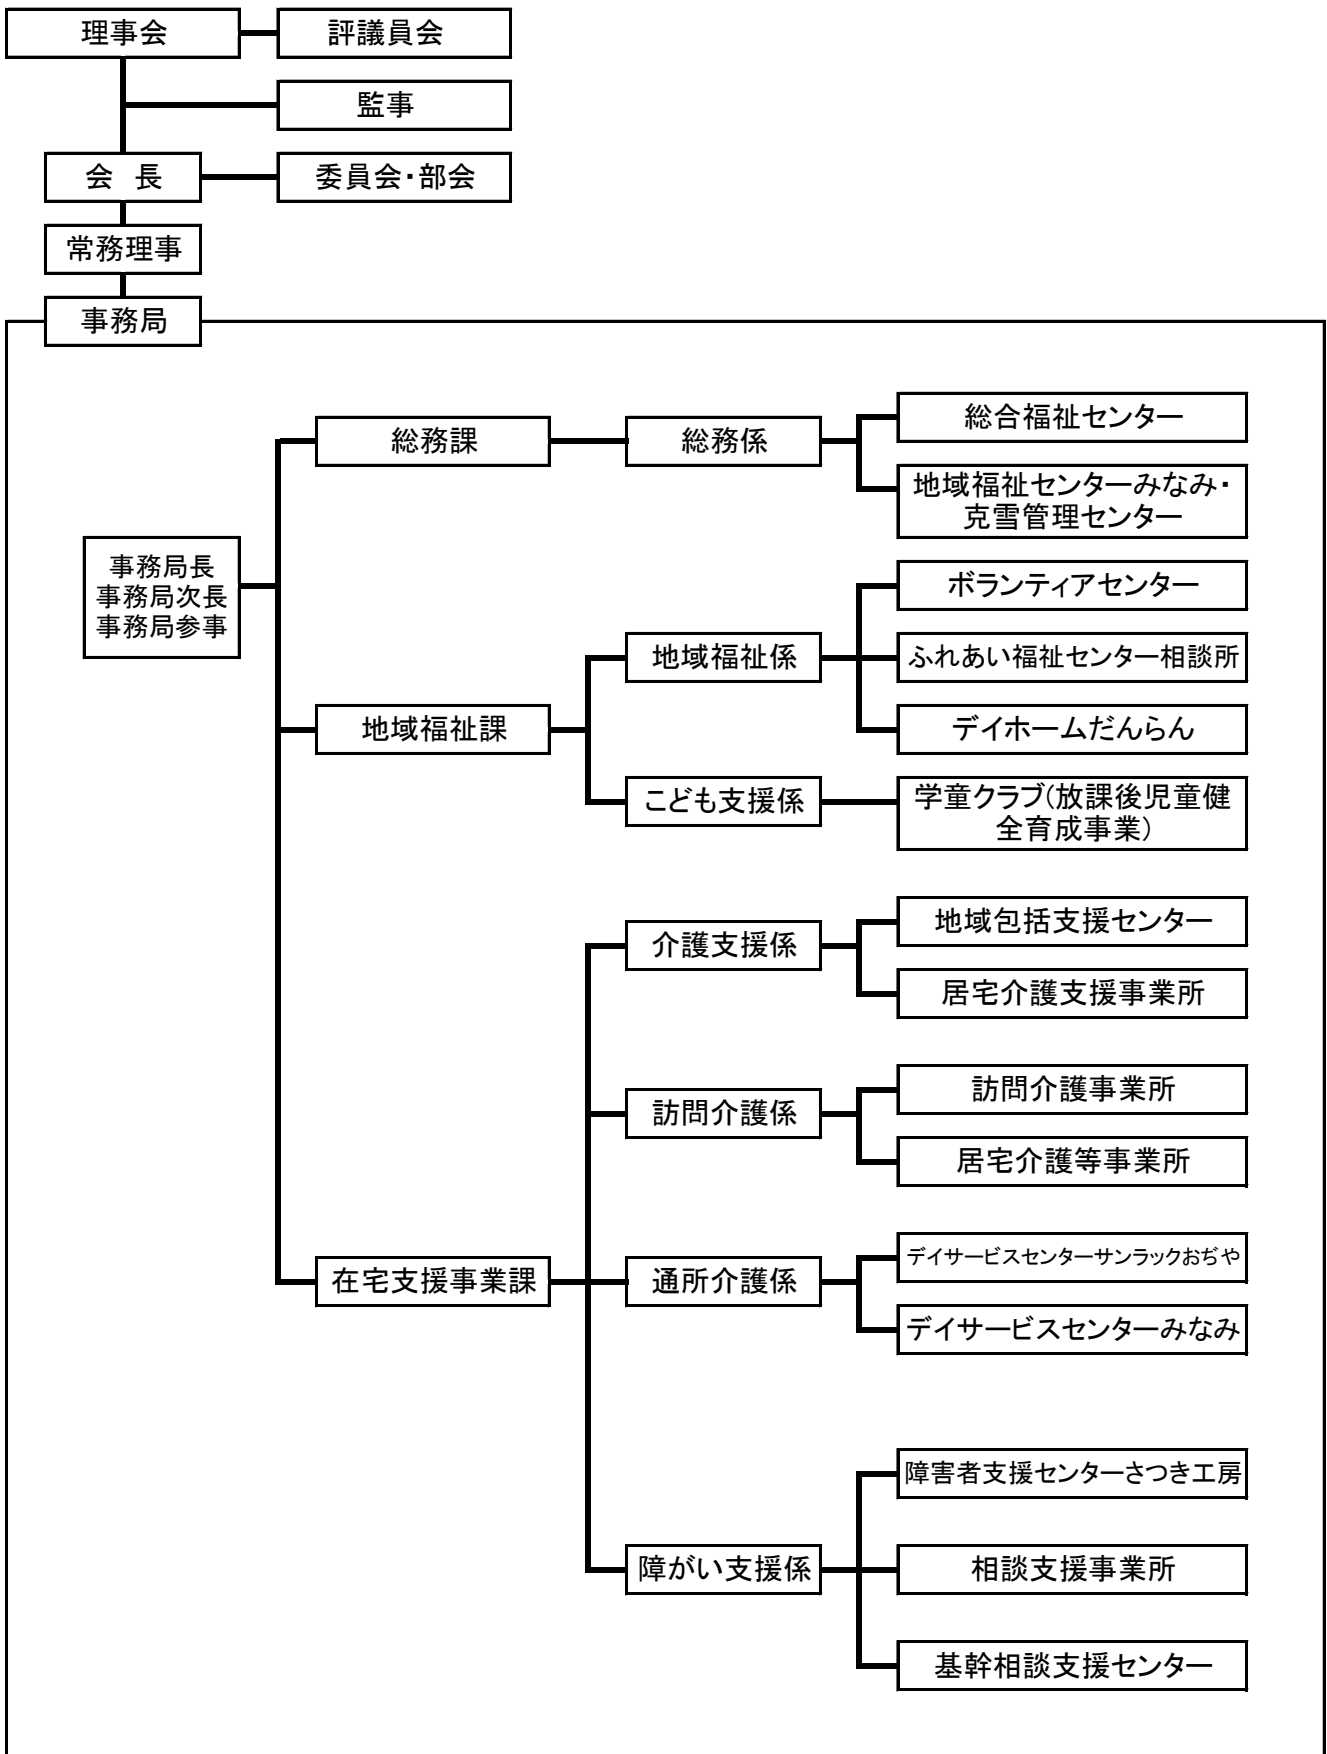 理事会
評議員会
監事
会　長
委員会・部会
常務理事
事務局
事務局長
事務局次長
事務局参事
総務課
総務係
総合福祉センター
地域福祉センターみなみ・
克雪管理センター
地域福祉課
地域福祉係
ボランティアセンター
ふれあい福祉センター相談所
デイホームだんらん
こども支援係
学童クラブ(放課後児童健
全育成事業)
在宅支援事業課
介護支援係
地域包括支援センター
居宅介護支援事業所
訪問介護係
訪問介護事業所
居宅介護等事業所
通所介護係
デイサービスセンターサンラックおぢや
デイサービスセンターみなみ
障がい支援係
障害者支援センターさつき工房
相談支援事業所
基幹相談支援センター